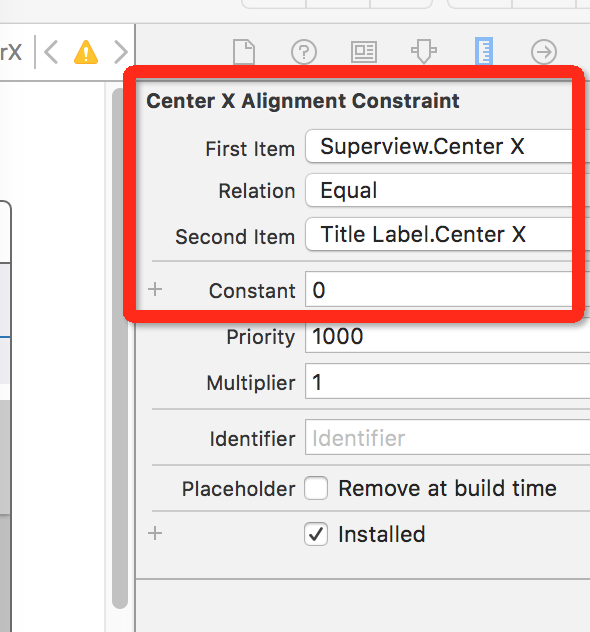 rX
Center X Alignment Constraint
First Item Superview.Center X
Relation Equal
Second Item Title Label.Center X
Constant 0
Priority 1000
Multiplier 1
Identifier Identifier
Placeholder Remove at build time
Installed